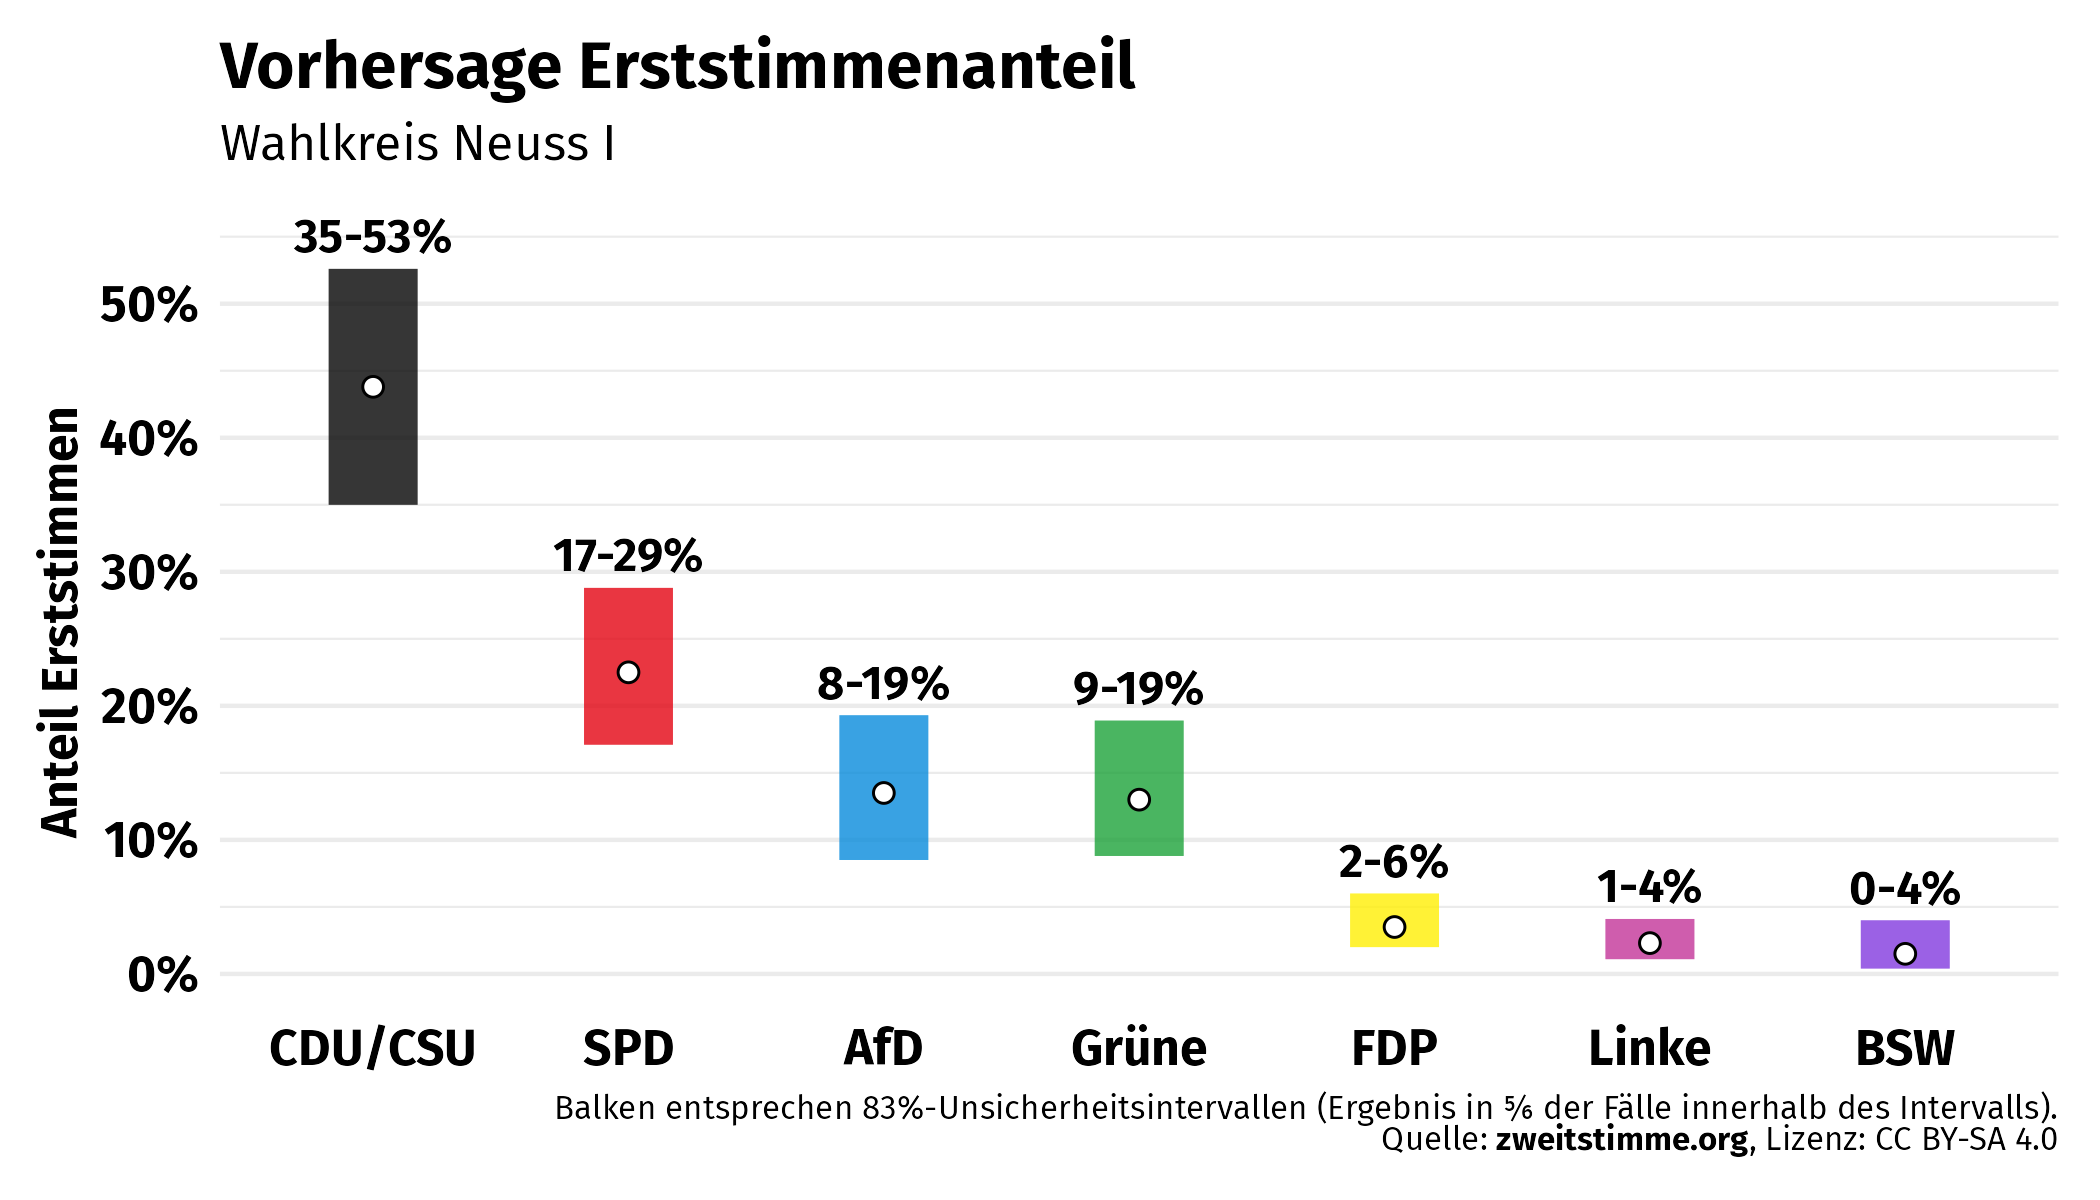 Vorhersage Erststimmenanteil
Wahlkreis Neuss I
Anteil Erststimmen
50%
40%
30%
20%
10%
0%
35-53%
17-29%
8-19%
9-19%
2-6%
1-4%
0-4%
CDU/CSU SPD AfD Grüne FDP Linke BSW
Balken entsprechen 83%-Unsicherheitsintervallen (Ergebnis in ⅚ der Fälle innerhalb des Intervalls).
Quelle: zweitstimme.org, Lizenz: CC BY-SA 4.0